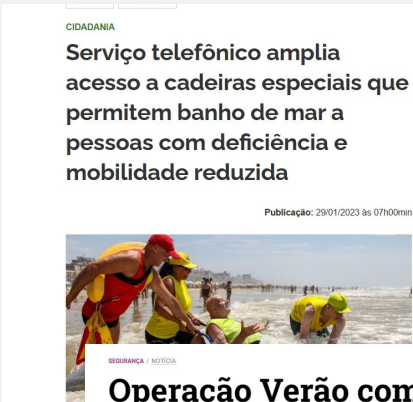 CIDADANIA
Serviço telefônico amplia
acesso a cadeiras especiais que
permitem banho de mar a
pessoas com deficiência e
mobilidade reduzida
Publicação: 29/01/2023 às 07h00min
SEGURANÇA / NOTÍCIA
Operação Verão com